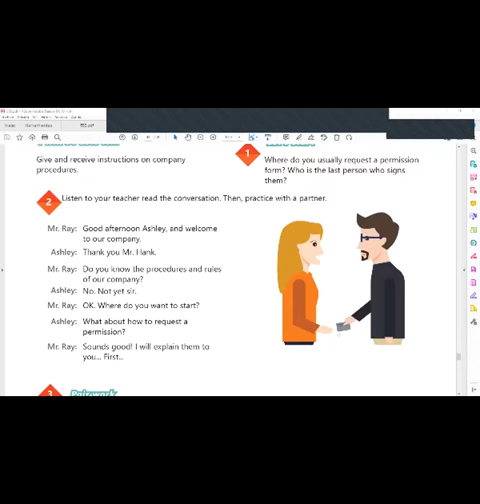 Give and receive instructions on company
procedures.
1
Where do you usually request a permission
form? Who is the last person who signs
them?
2
Listen to your teacher read the conversation. Then, practice with a partner.
Mr. Ray: Good afternoon Ashley, and welcome
to our company.
Ashley: Thank you Mr. Hank.
Mr. Ray: Do you know the procedures and rules
of our company?
Ashley: No. Not yet sir.
Mr. Ray: OK. Where do you want to start?
Ashley: What about how to request a
permission?
Mr. Ray: Sounds good! I will explain them to
you... First..
3
Pairwork